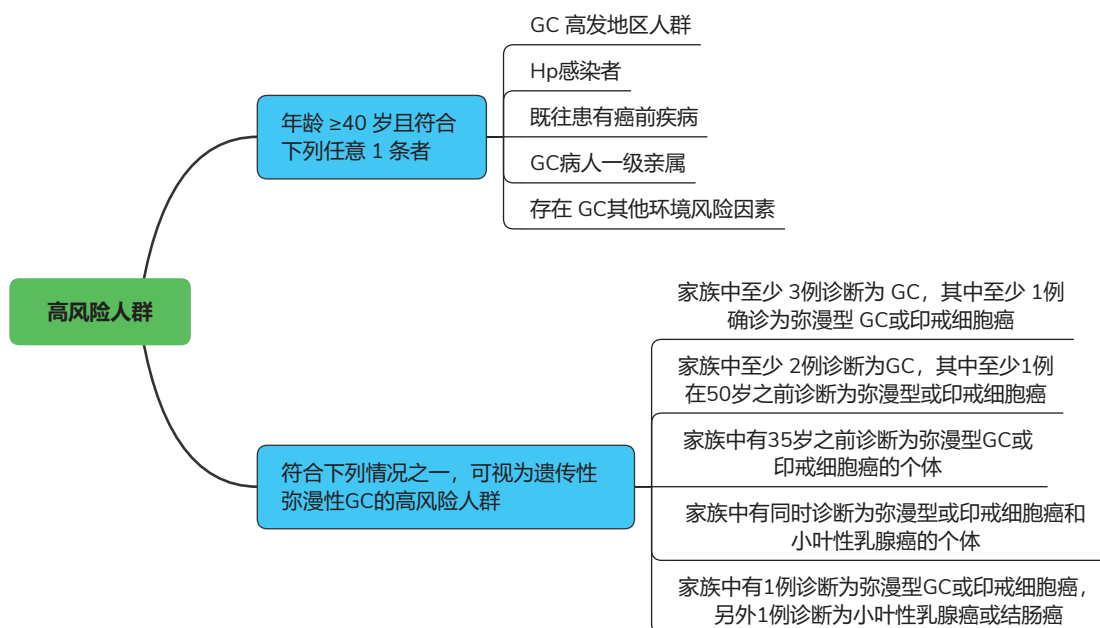 GC 高发地区人群
Hp感染者
年龄 ≥40 岁且符合
下列任意 1 条者
既往患有癌前疾病
GC病人一级亲属
存在 GC其他环境风险因素
高风险人群
家族中至少 3例诊断为 GC，其中至少 1例
确诊为弥漫型 GC或印戒细胞癌
家族中至少 2例诊断为GC，其中至少1例
在50岁之前诊断为弥漫型或印戒细胞癌
家族中有35岁之前诊断为弥漫型GC或
印戒细胞癌的个体
符合下列情况之一，可视为遗传性
弥漫性GC的高风险人群
家族中有同时诊断为弥漫型或印戒细胞癌和
小叶性乳腺癌的个体
家族中有1例诊断为弥漫型GC或印戒细胞癌，
另外1例诊断为小叶性乳腺癌或结肠癌